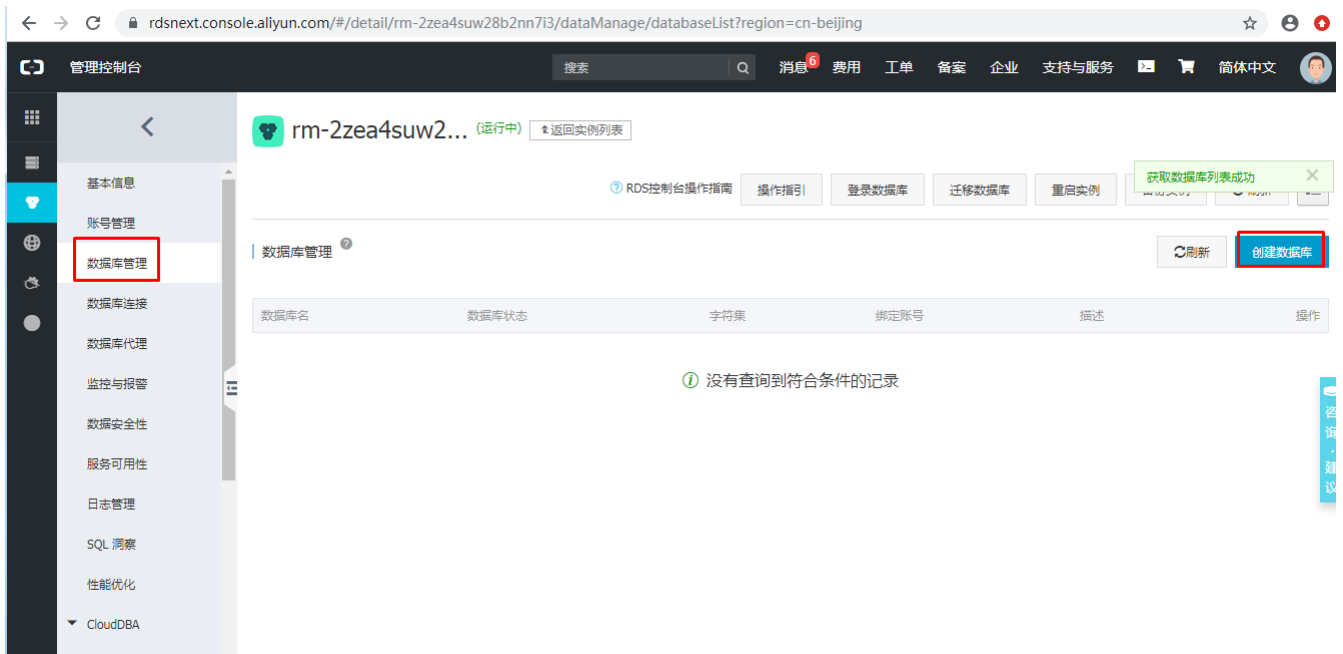 rdsnext.console.aliyun.com/#/detail/rm-2zea4suw28b2nn7i3/dataManage/databaseList?region=cn-beijing
管理控制台 搜索 消息 6 费用 工单 备案 企业 支持与服务 简体中文
rm-2zea4suw2... (运行中) 返回实例列表
基本信息
账号管理
数据库管理
数据库连接
数据库代理
监控与报警
数据安全性
服务可用性
日志管理
SQL 洞察
性能优化
CloudDBA
RDS控制台操作指南 操作指引 登录数据库 迁移数据库 重启实例
获取数据库列表成功
数据库管理 刷新 创建数据库
数据库名 数据库状态 字符集 绑定账号 描述 操作
没有查询到符合条件的记录
咨
询
·
建
议